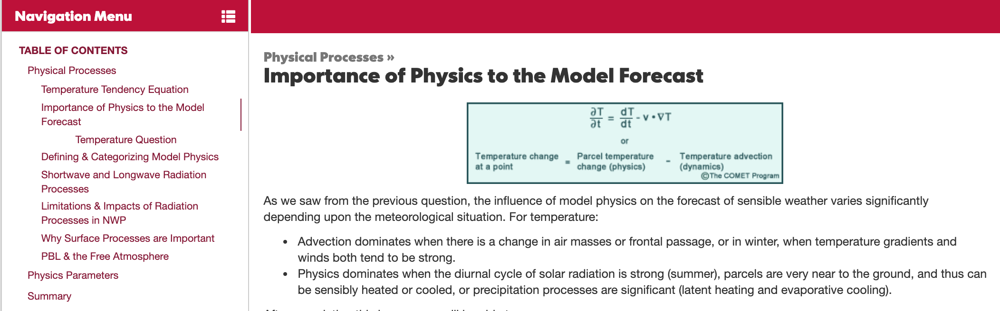 Navigation Menu
TABLE OF CONTENTS
Physical Processes
Temperature Tendency Equation
Importance of Physics to the Model
Forecast
Temperature Question
Defining & Categorizing Model Physics
Shortwave and Longwave Radiation
Processes
Limitations & Impacts of Radiation
Processes in NWP
Why Surface Processes are Important
PBL & the Free Atmosphere
Physics Parameters
Summary
Physical Processes »
Importance of Physics to the Model Forecast
∂T/∂t = dT/dt - v • ∇T
or
Temperature change at a point = Parcel temperature change (physics) - Temperature advection (dynamics)
©The COMET Program
As we saw from the previous question, the influence of model physics on the forecast of sensible weather varies significantly
depending upon the meteorological situation. For temperature:
• Advection dominates when there is a change in air masses or frontal passage, or in winter, when temperature gradients and
winds both tend to be strong.
• Physics dominates when the diurnal cycle of solar radiation is strong (summer), parcels are very near to the ground, and thus can
be sensibly heated or cooled, or precipitation processes are significant (latent heating and evaporative cooling).